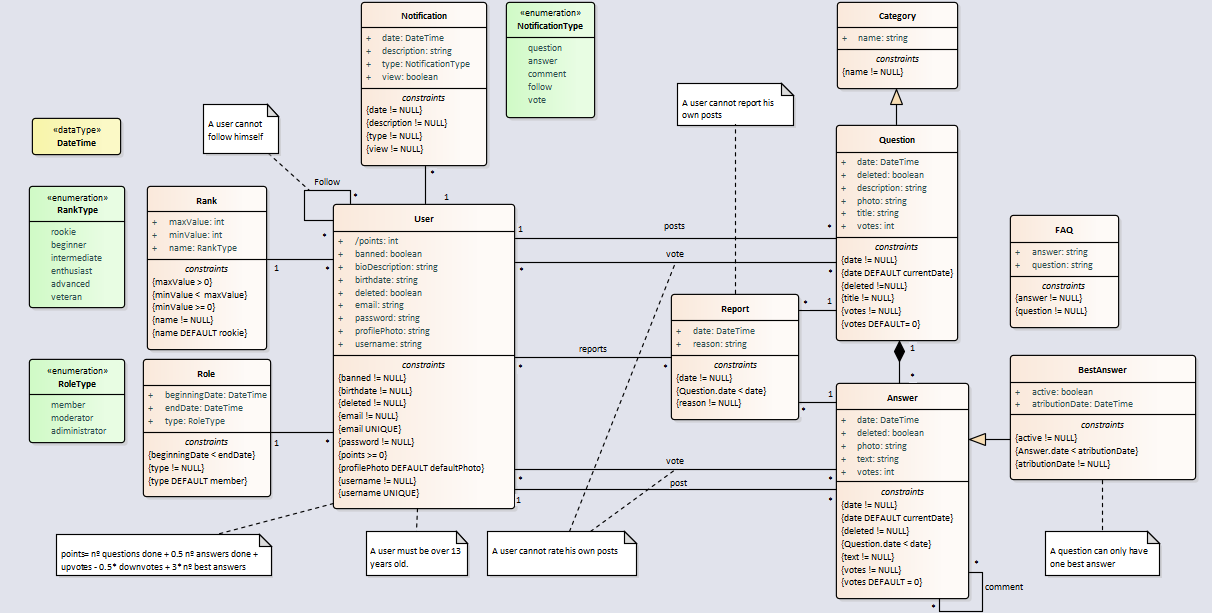 Notification
+ date: DateTime
+ description: string
+ type: NotificationType
+ view: boolean
constraints
{date != NULL}
{description != NULL}
{type != NULL}
{view != NULL}
«enumeration»
NotificationType
question
answer
comment
follow
vote
Category
+ name: string
constraints
{name != NULL}
A user cannot report his
own posts
A user cannot
follow himself
«dataType»
DateTime
«enumeration»
RankType
rookie
beginner
intermediate
enthusiast
advanced
veteran
Rank
+ maxValue: int
+ minValue: int
+ name: RankType
constraints
{maxValue > 0}
{minValue < maxValue}
{minValue >= 0}
{name != NULL}
{name DEFAULT rookie}
Follow
*
*
*
1
User
+ /points: int
+ banned: boolean
+ bioDescription: string
+ birthdate: string
+ deleted: boolean
+ email: string
+ password: string
+ profilePhoto: string
+ username: string
constraints
{banned != NULL}
{birthdate != NULL}
{deleted != NULL}
{email != NULL}
{email UNIQUE}
{password != NULL}
{points >= 0}
{profilePhoto DEFAULT defaultPhoto}
{username != NULL}
{username UNIQUE}
1
*
1
*
«enumeration»
RoleType
member
moderator
administrator
Role
+ beginningDate: DateTime
+ endDate: DateTime
+ type: RoleType
constraints
{beginningDate < endDate}
{type != NULL}
{type DEFAULT member}
1
posts
*
*
vote
*
Question
+ date: DateTime
+ deleted: boolean
+ description: string
+ photo: string
+ title: string
+ votes: int
constraints
{date != NULL}
{date DEFAULT currentDate}
{deleted !=NULL}
{title != NULL}
{votes != NULL}
{votes DEFAULT= 0}
Report
+ date: DateTime
+ reason: string
constraints
{date != NULL}
{Question.date < date}
{reason != NULL}
* 1
reports
* *
* 1
1
*
FAQ
+ answer: string
+ question: string
constraints
{answer != NULL}
{question != NULL}
Answer
+ date: DateTime
+ deleted: boolean
+ photo: string
+ text: string
+ votes: int
constraints
{date != NULL}
{date DEFAULT currentDate}
{deleted != NULL}
{Question.date < date}
{text != NULL}
{votes != NULL}
{votes DEFAULT = 0}
BestAnswer
+ active: boolean
+ atributionDate: DateTime
constraints
{active != NULL}
{Answer.date < atributionDate}
{atributionDate != NULL}
vote
* *
post
1 *
*
comment
*
points= nº questions done + 0.5 nº answers done +
upvotes - 0.5* downvotes + 3* nº best answers
A user must be over 13
years old.
A user cannot rate his own posts
A question can only have
one best answer